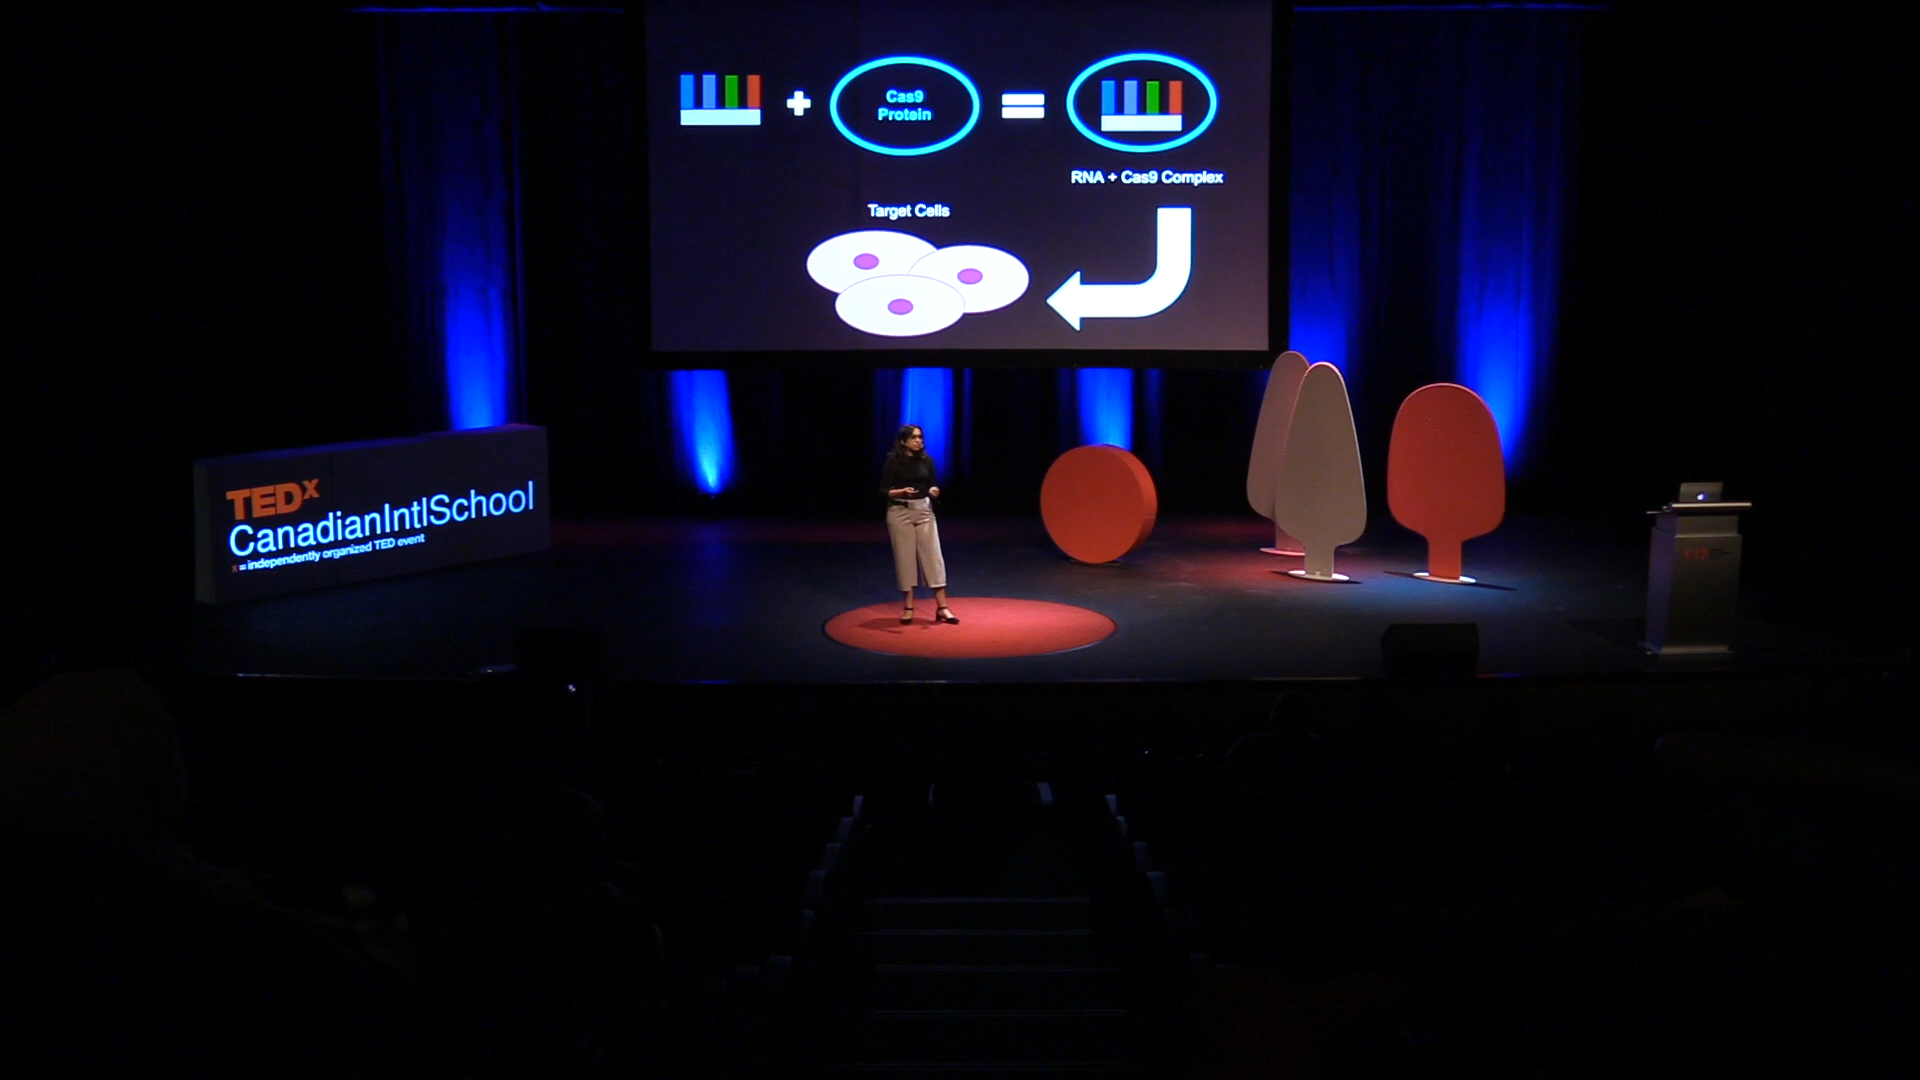 Cas9
Protein
RNA + Cas9 Complex
Target Cells
TEDx
CanadianIntlSchool
x = independently organized TED event